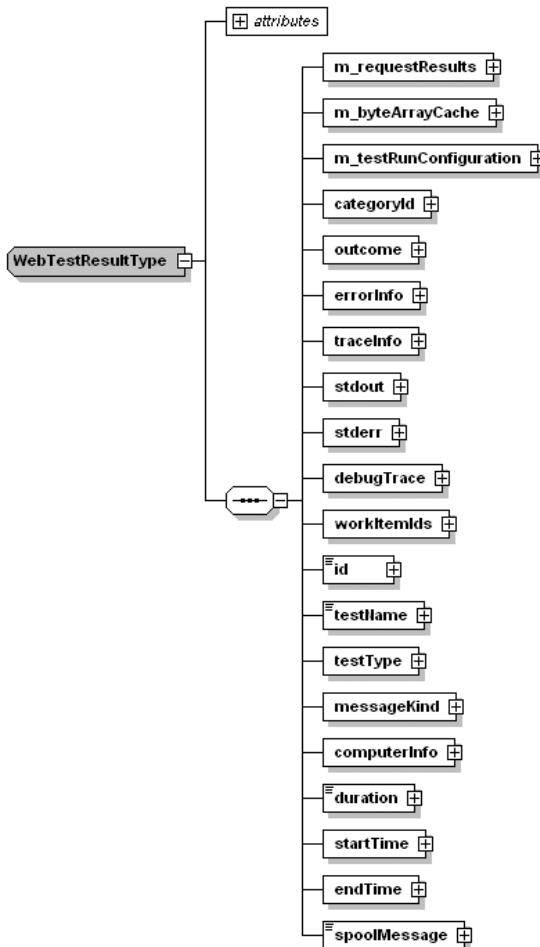 attributes
m_requestResults
m_byteArrayCache
m_testRunConfiguration
categoryId
WebTestResultType
outcome
errorInfo
traceInfo
stdout
stderr
debugTrace
workItemIds
id
testName
testType
messageKind
computerInfo
duration
startTime
endTime
spoolMessage